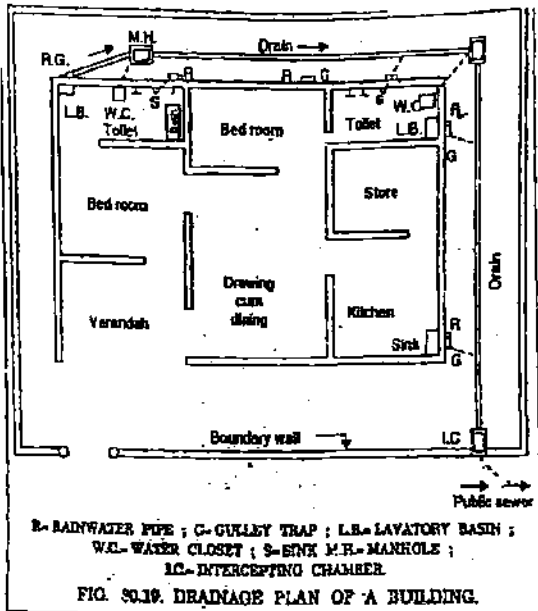 M.H.
Drain
R.G.
R
R G
L.B.
W.C.
Toilet
S
Bed room
Toilet
S
W.C
L.B.
R
G
Bed room
Store
Drain
Drawing
cum
dining
Verandah
Kitchen
Sink
R
G
Boundary wall
I.C
Public sewer
R-RAINWATER PIPE ; G-GULLEY TRAP ; L.B.-LAVATORY BASIN ;
W.C.-WATER CLOSET ; S-SINK M.H.-MANHOLE ;
I.C.-INTERCEPTING CHAMBER
FIG. 30.19. DRAINAGE PLAN OF A BUILDING.